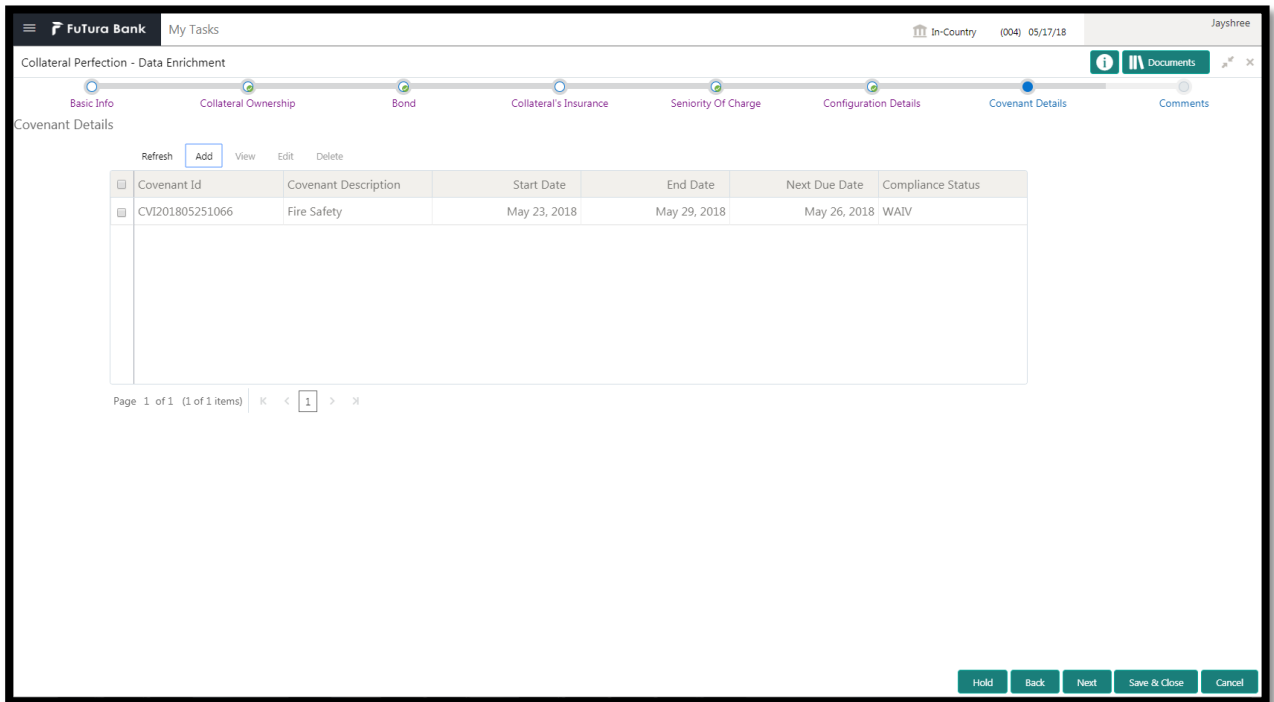 FuTura Bank My Tasks In-Country (004) 05/17/18 Jayshree
Collateral Perfection - Data Enrichment i Documents
Basic Info Collateral Ownership Bond Collateral's Insurance Seniority Of Charge Configuration Details Covenant Details Comments
Covenant Details
Refresh Add View Edit Delete
Covenant Id Covenant Description Start Date End Date Next Due Date Compliance Status
CVI201805251066 Fire Safety May 23, 2018 May 29, 2018 May 26, 2018 WAIV
Page 1 of 1 (1 of 1 items) 1
Hold Back Next Save & Close Cancel